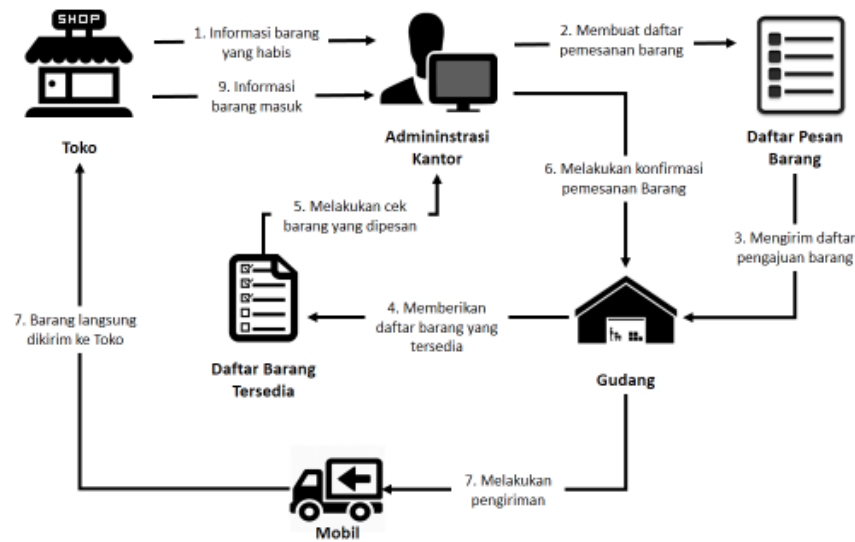 SHOP
1. Informasi barang
yang habis
2. Membuat daftar
pemesanan barang
9. Informasi
barang masuk
Toko
Admininstrasi
Kantor
Daftar Pesan
Barang
6. Melakukan konfirmasi
pemesanan Barang
5. Melakukan cek
barang yang dipesan
3. Mengirim daftar
pengajuan barang
7. Barang langsung
dikirim ke Toko
4. Memberikan
daftar barang yang
tersedia
Daftar Barang
Tersedia
Gudang
7. Melakukan
pengiriman
Mobil